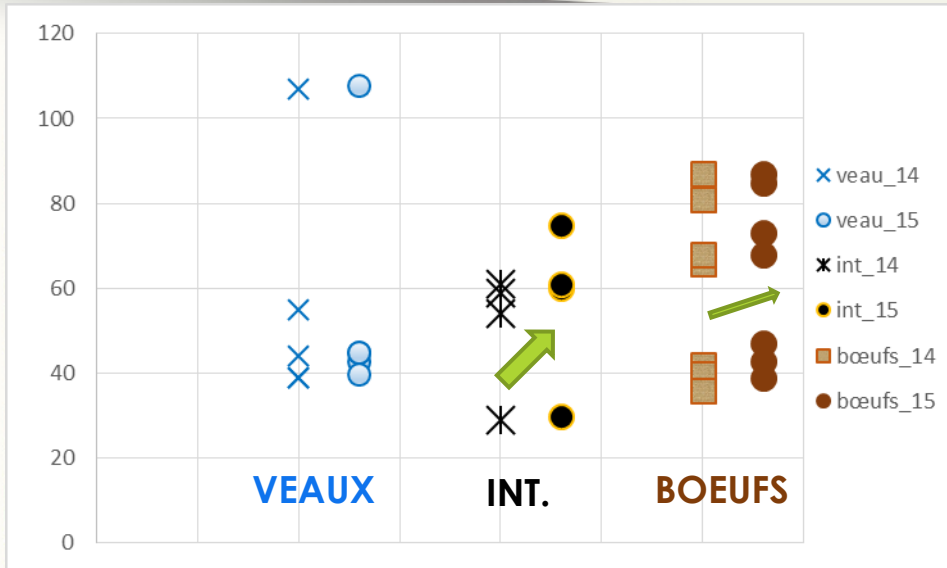 120
100
80
60
40
20
0
VEAUX
INT.
BOEUFS
veau_14
veau_15
int_14
int_15
bœufs_14
bœufs_15